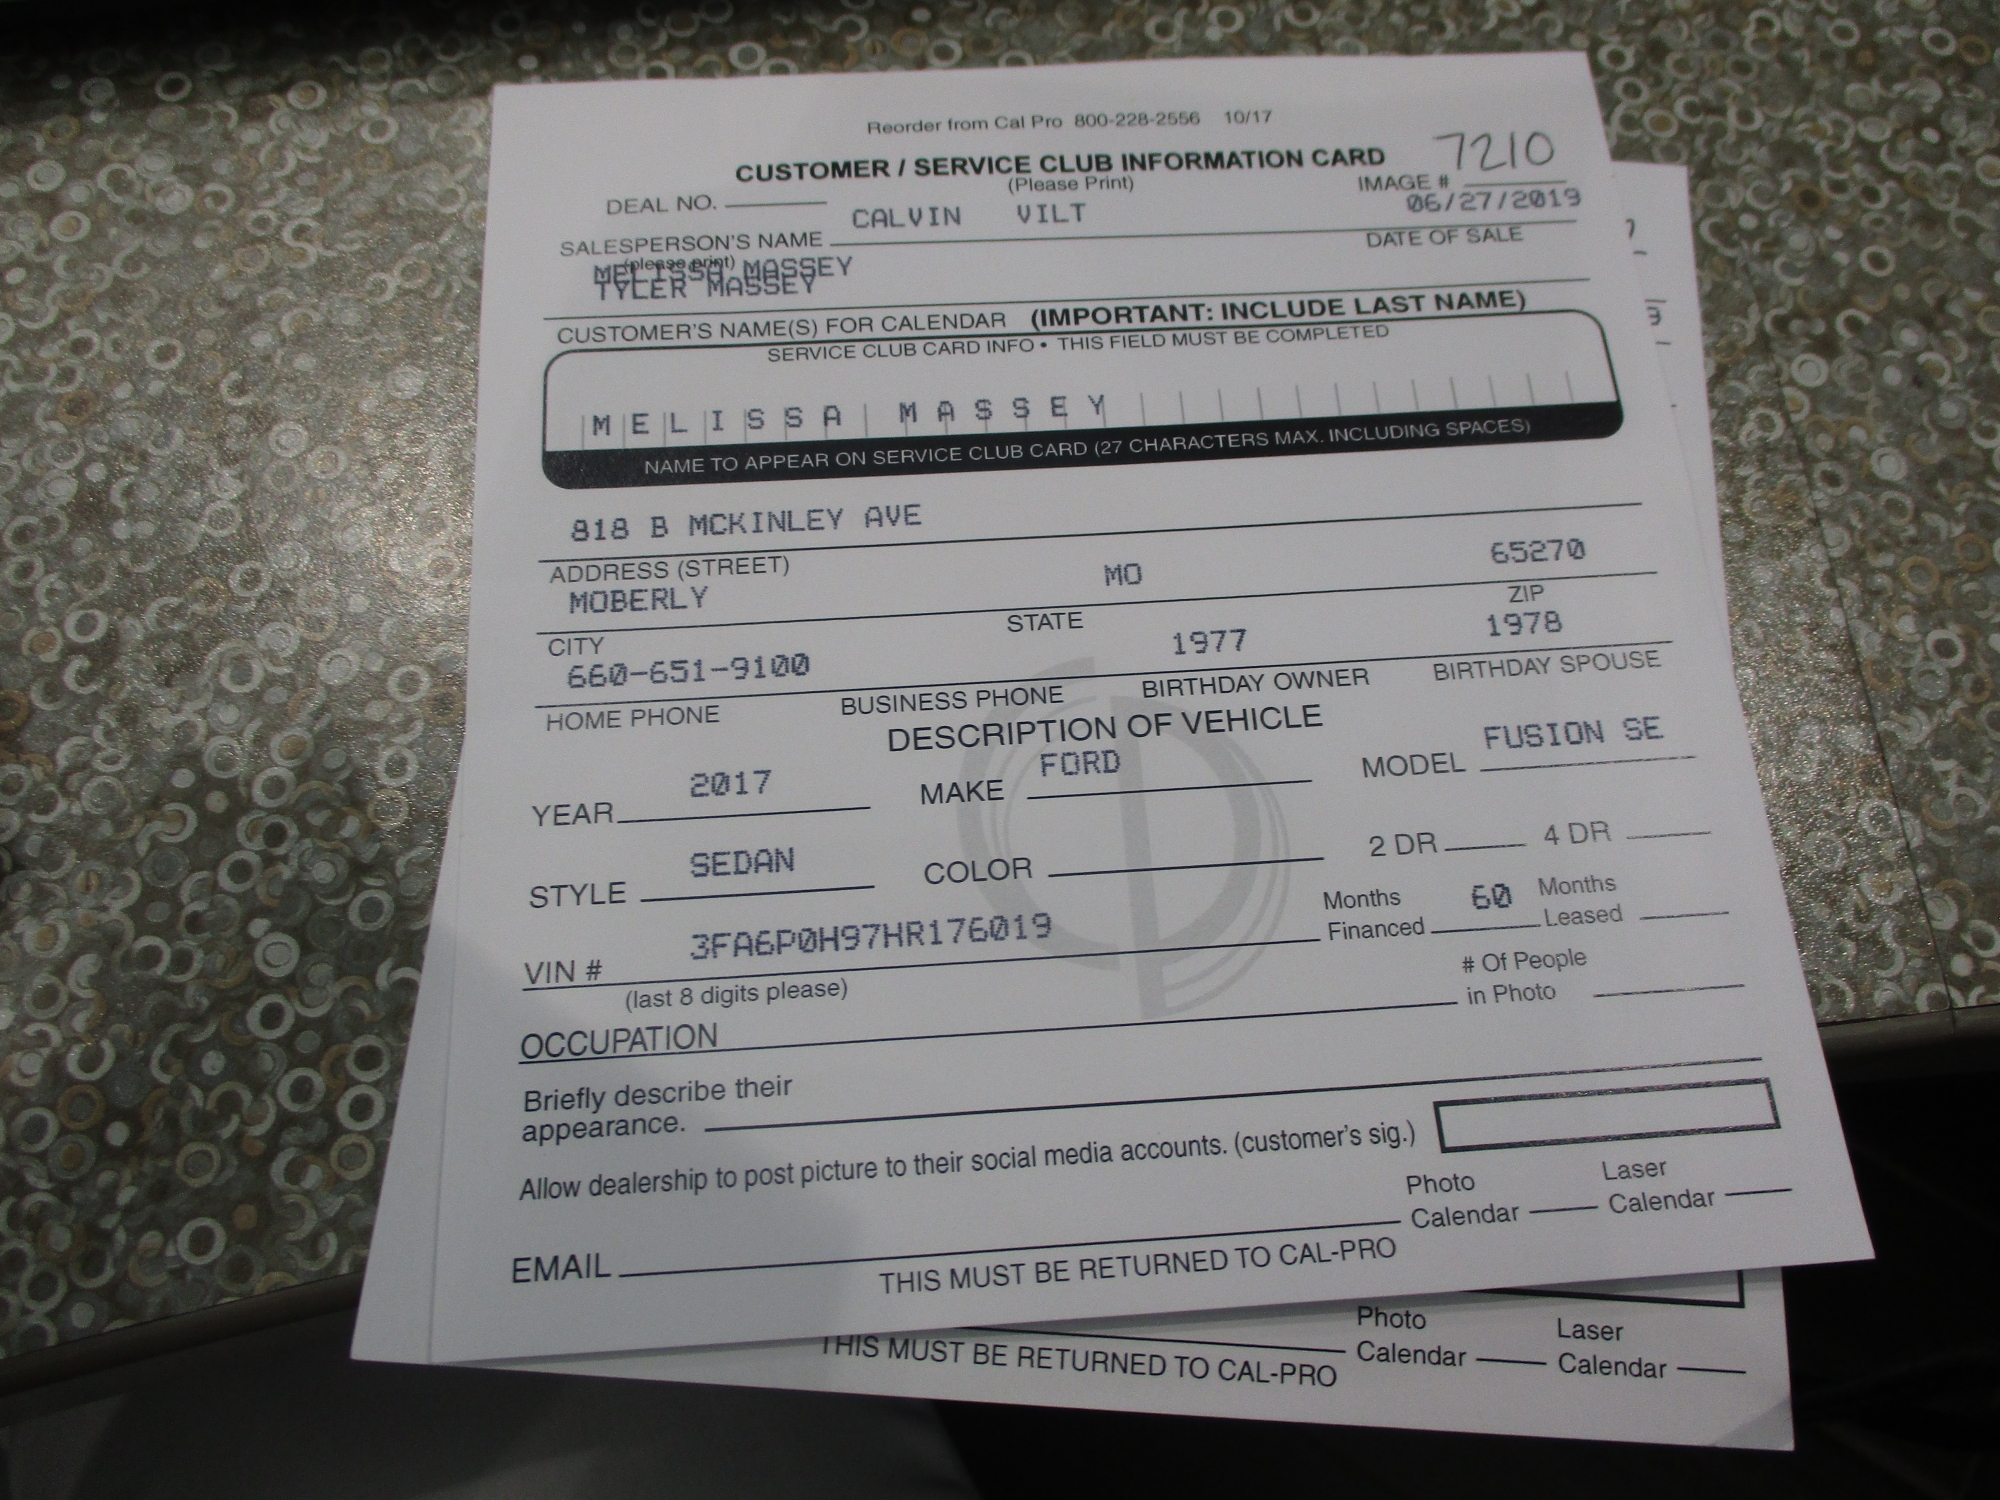 Reorder from Cal Pro 800-228-2556 10/17
CUSTOMER / SERVICE CLUB INFORMATION CARD 7210
(Please Print) IMAGE #
DEAL NO. 06/27/2019
CALVIN VILT
SALESPERSON'S NAME DATE OF SALE
(please print)
MELISSA MASSEY
TYLER MASSEY
CUSTOMER'S NAME(S) FOR CALENDAR (IMPORTANT: INCLUDE LAST NAME)
SERVICE CLUB CARD INFO • THIS FIELD MUST BE COMPLETED
MELISSA MASSEY
NAME TO APPEAR ON SERVICE CLUB CARD (27 CHARACTERS MAX. INCLUDING SPACES)
818 B MCKINLEY AVE
ADDRESS (STREET)
MOBERLY MO 65270
CITY STATE ZIP
660-651-9100 1977 1978
HOME PHONE BUSINESS PHONE BIRTHDAY OWNER BIRTHDAY SPOUSE
DESCRIPTION OF VEHICLE
YEAR 2017 MAKE FORD MODEL FUSION SE
STYLE SEDAN COLOR 2 DR 4 DR
VIN # 3FA6P0H97HR176019 Months Financed 60 Months Leased
(last 8 digits please)
OCCUPATION # Of People in Photo
Briefly describe their
appearance.
Allow dealership to post picture to their social media accounts. (customer's sig.)
EMAIL Photo Calendar Laser Calendar
THIS MUST BE RETURNED TO CAL-PRO
Photo Calendar Laser Calendar
THIS MUST BE RETURNED TO CAL-PRO